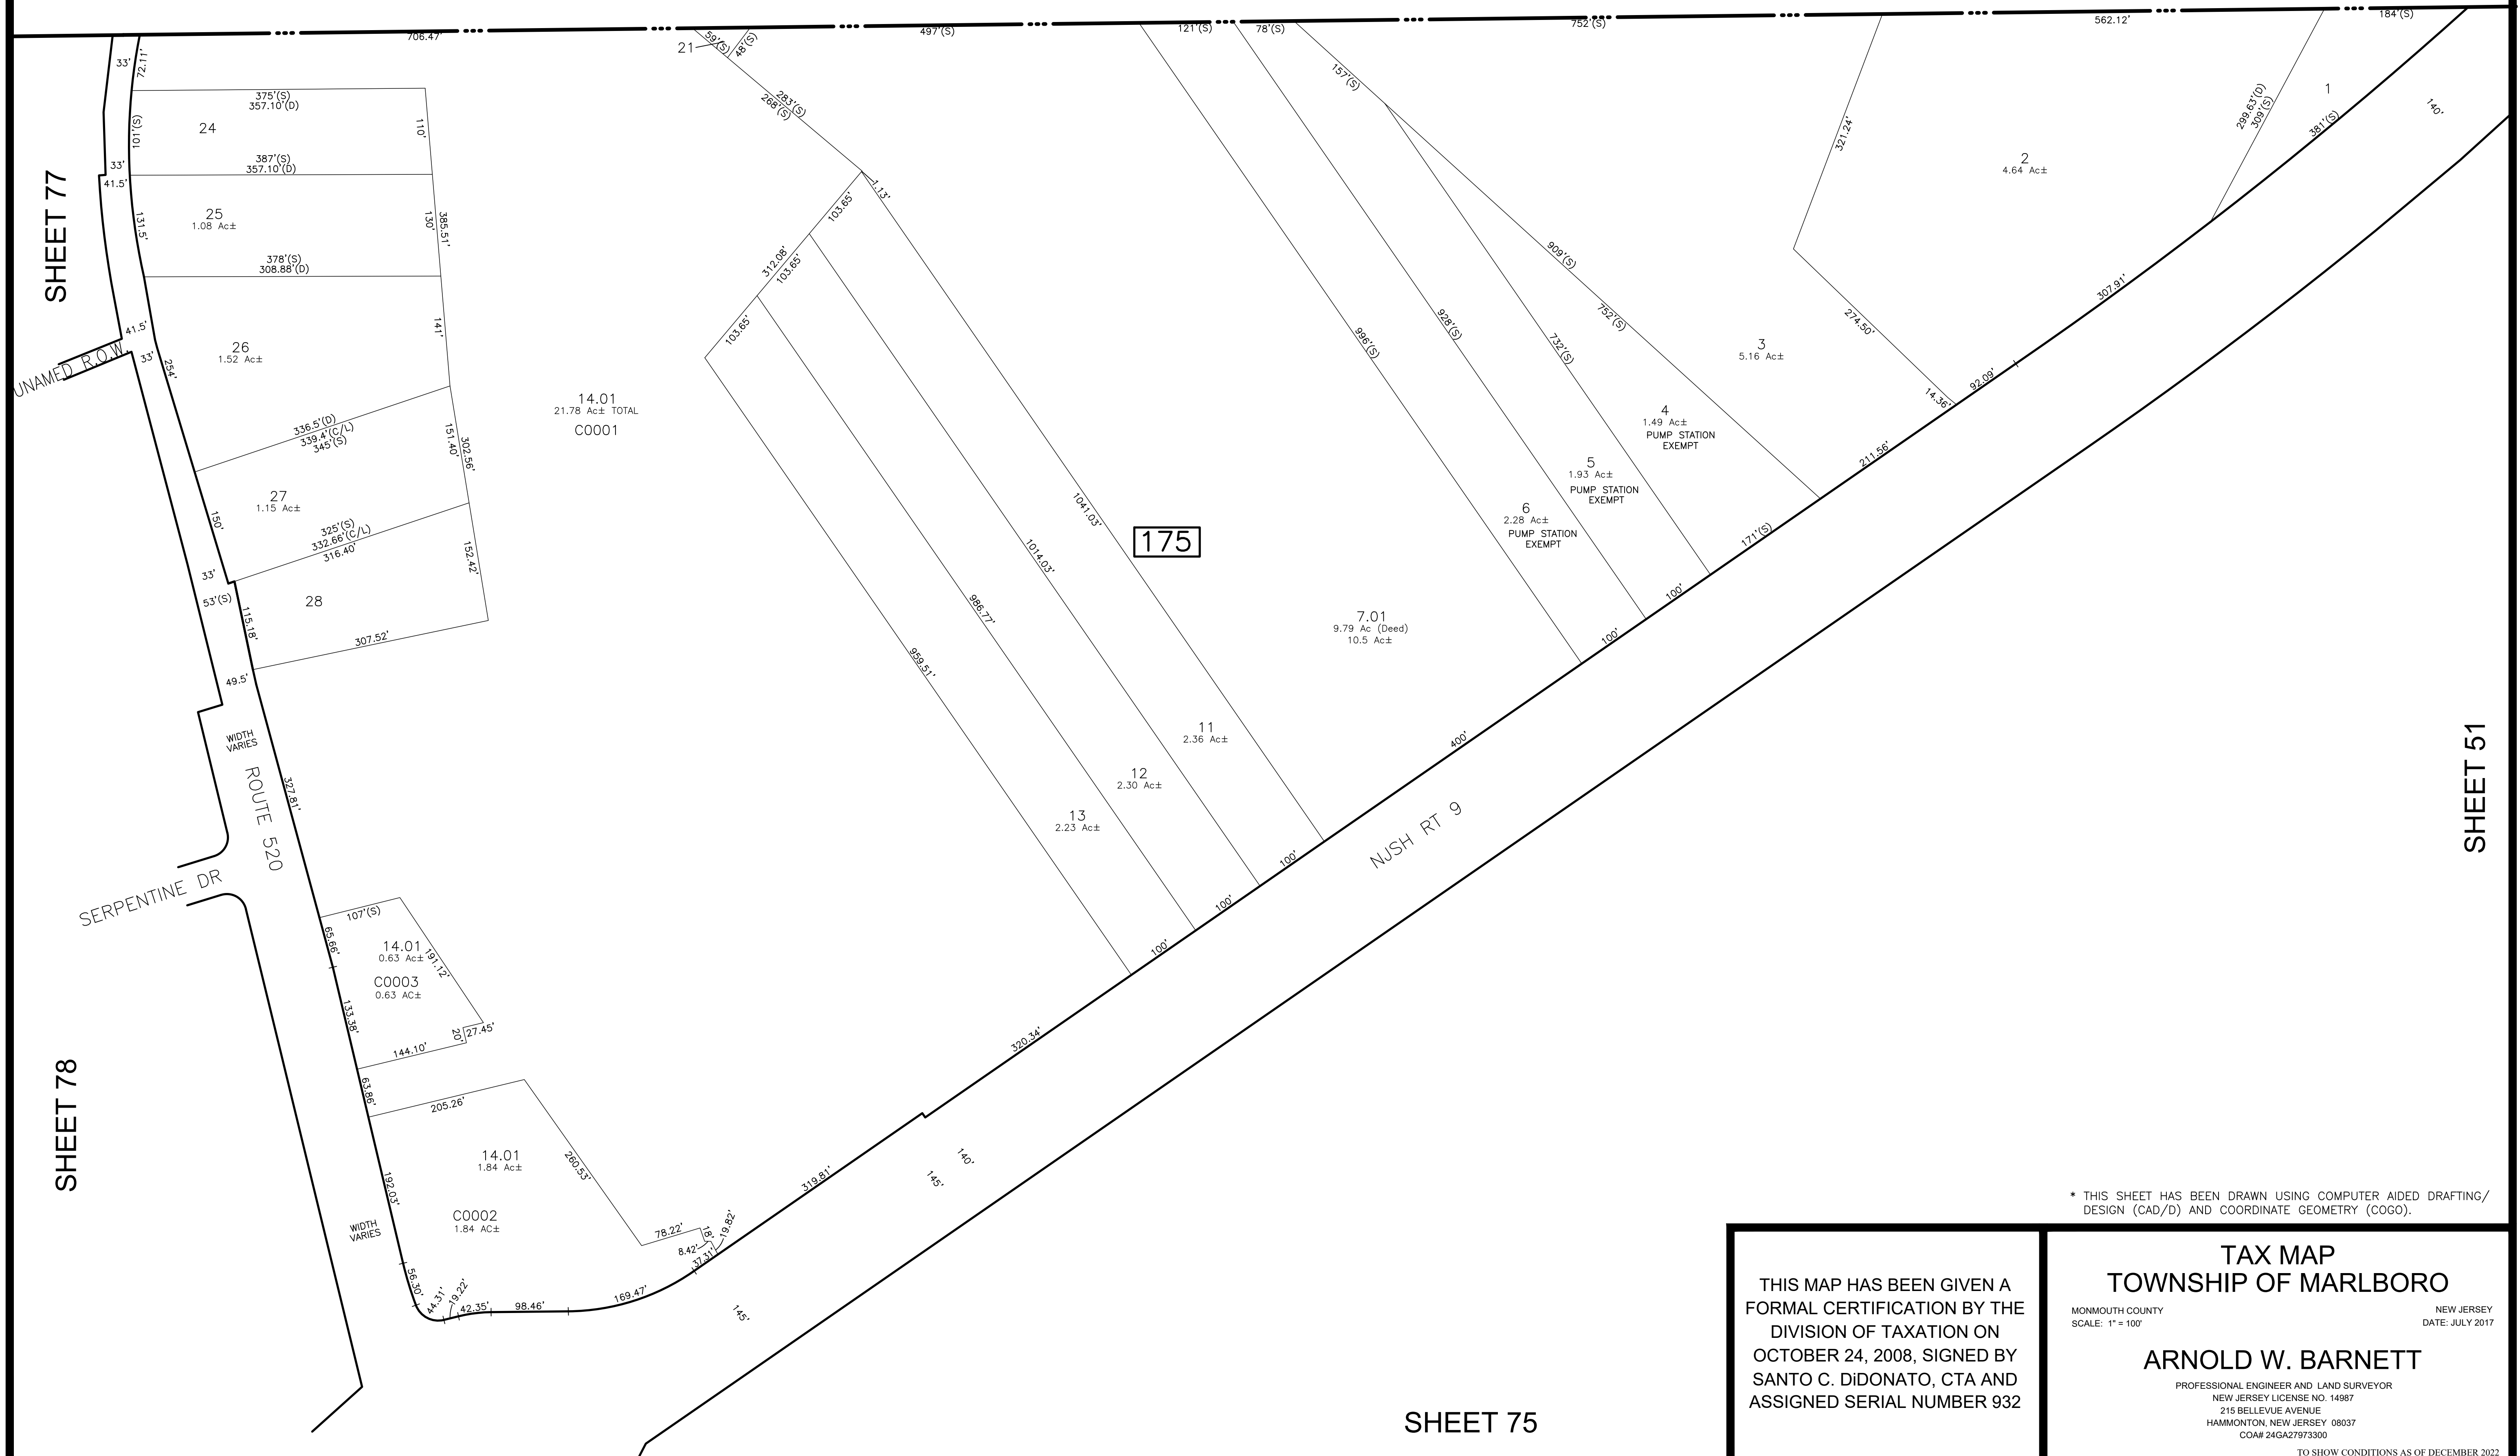 706.47'
59'(S)
48'(S)
21
497'(S)
121'(S)
78'(S)
752'(S)
562.12'
184'(S)
33'
72.11'
375'(S)
357.10'(D)
24
101'(S)
110'
387'(S)
357.10'(D)
33'
41.5'
25
1.08 Ac±
131.5'
130'
385.51'
378'(S)
308.88'(D)
SHEET 77
41.5'
33'
UNAMED R.O.W.
26
1.52 Ac±
254'
141'
336.5'(D)
339.4'(C/L)
345'(S)
151.40'
302.56'
27
1.15 Ac±
150'
325'(S)
332.66'(C/L)
316.40'
152.42'
33'
53'(S)
28
115.18'
307.52'
49.5'
WIDTH
VARIES
ROUTE 520
327.81'
SERPENTINE DR
283'(S)
268'(S)
1.13'
103.65'
312.08'
103.65'
103.65'
14.01
21.78 Ac± TOTAL
C0001
959.51'
986.77'
1014.03'
1041.03'
175
157'(S)
996'(S)
928'(S)
732'(S)
909'(S)
752'(S)
321.24'
274.50'
14.36'
299.63'(D)
309'(S)
1
381'(S)
140'
2
4.64 Ac±
307.91'
3
5.16 Ac±
92.09'
4
1.49 Ac±
PUMP STATION
EXEMPT
211.56'
5
1.93 Ac±
PUMP STATION
EXEMPT
171'(S)
6
2.28 Ac±
PUMP STATION
EXEMPT
100'
100'
7.01
9.79 Ac (Deed)
10.5 Ac±
400'
11
2.36 Ac±
12
2.30 Ac±
13
2.23 Ac±
100'
100'
100'
NJSH RT 9
SHEET 51
107'(S)
65.66'
14.01
0.63 Ac±
191.12'
C0003
0.63 AC±
133.38'
20'
27.45'
144.10'
63.86'
205.26'
SHEET 78
14.01
1.84 Ac±
260.53'
192.03'
C0002
1.84 AC±
WIDTH
VARIES
78.22'
18'
19.82'
8.42'
37.31'
56.30'
44.31'
19.22'
42.35'
98.46'
169.47'
319.81'
320.34'
140'
145'
145'
SHEET 75
* THIS SHEET HAS BEEN DRAWN USING COMPUTER AIDED DRAFTING/
DESIGN (CAD/D) AND COORDINATE GEOMETRY (COGO).
THIS MAP HAS BEEN GIVEN A
FORMAL CERTIFICATION BY THE
DIVISION OF TAXATION ON
OCTOBER 24, 2008, SIGNED BY
SANTO C. DiDONATO, CTA AND
ASSIGNED SERIAL NUMBER 932
TAX MAP
TOWNSHIP OF MARLBORO
MONMOUTH COUNTY NEW JERSEY
SCALE: 1" = 100' DATE: JULY 2017
ARNOLD W. BARNETT
PROFESSIONAL ENGINEER AND LAND SURVEYOR
NEW JERSEY LICENSE NO. 14987
215 BELLEVUE AVENUE
HAMMONTON, NEW JERSEY 08037
COA# 24GA27973300
TO SHOW CONDITIONS AS OF DECEMBER 2022